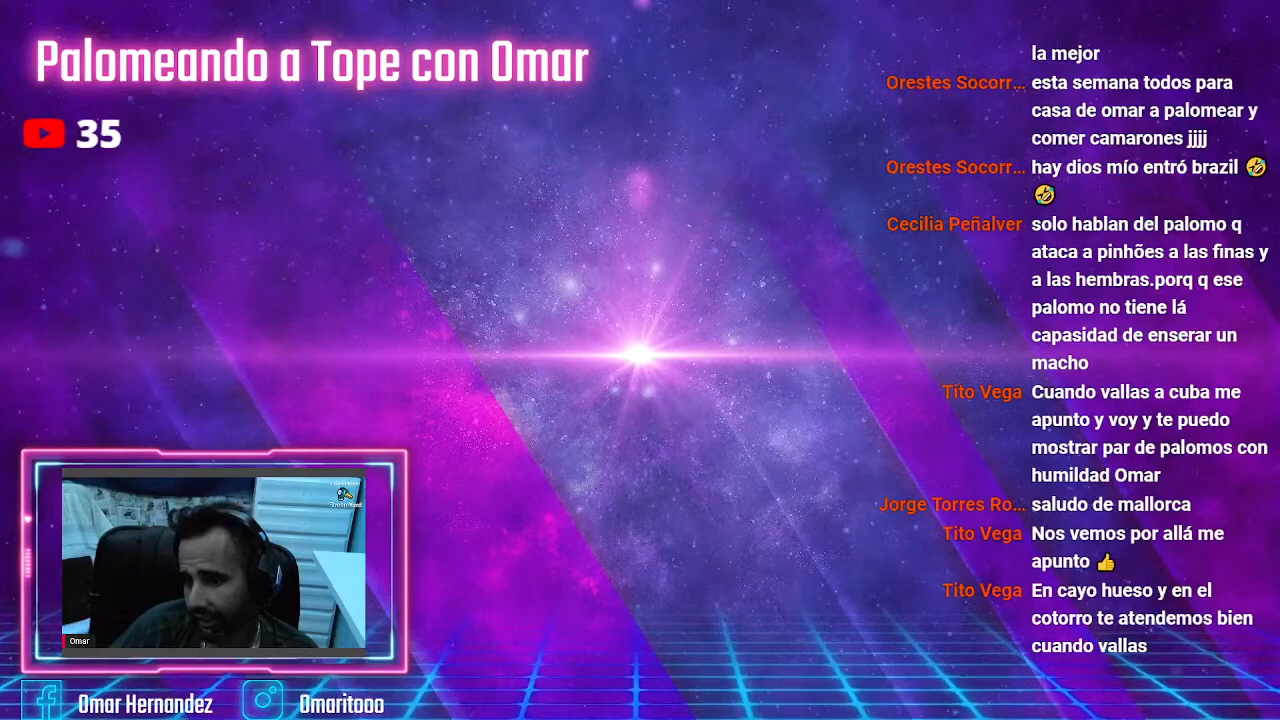 Palomeando a Tope con Omar
35
la mejor
Orestes Socorr... esta semana todos para
casa de omar a palomear y
comer camarones jjjj
Orestes Socorr... hay dios mío entró brazil 🤣
🤣
Cecilia Peñalver solo hablan del palomo q
ataca a pinhões a las finas y
a las hembras.porq q ese
palomo no tiene lá
capasidad de enserar un
macho
Tito Vega Cuando vallas a cuba me
apunto y voy y te puedo
mostrar par de palomos con
humildad Omar
Jorge Torres Ro... saludo de mallorca
Tito Vega Nos vemos por allá me
apunto 👍
Tito Vega En cayo hueso y en el
cotorro te atendemos bien
cuando vallas
Omar
Omar Hernandez
Omaritooo